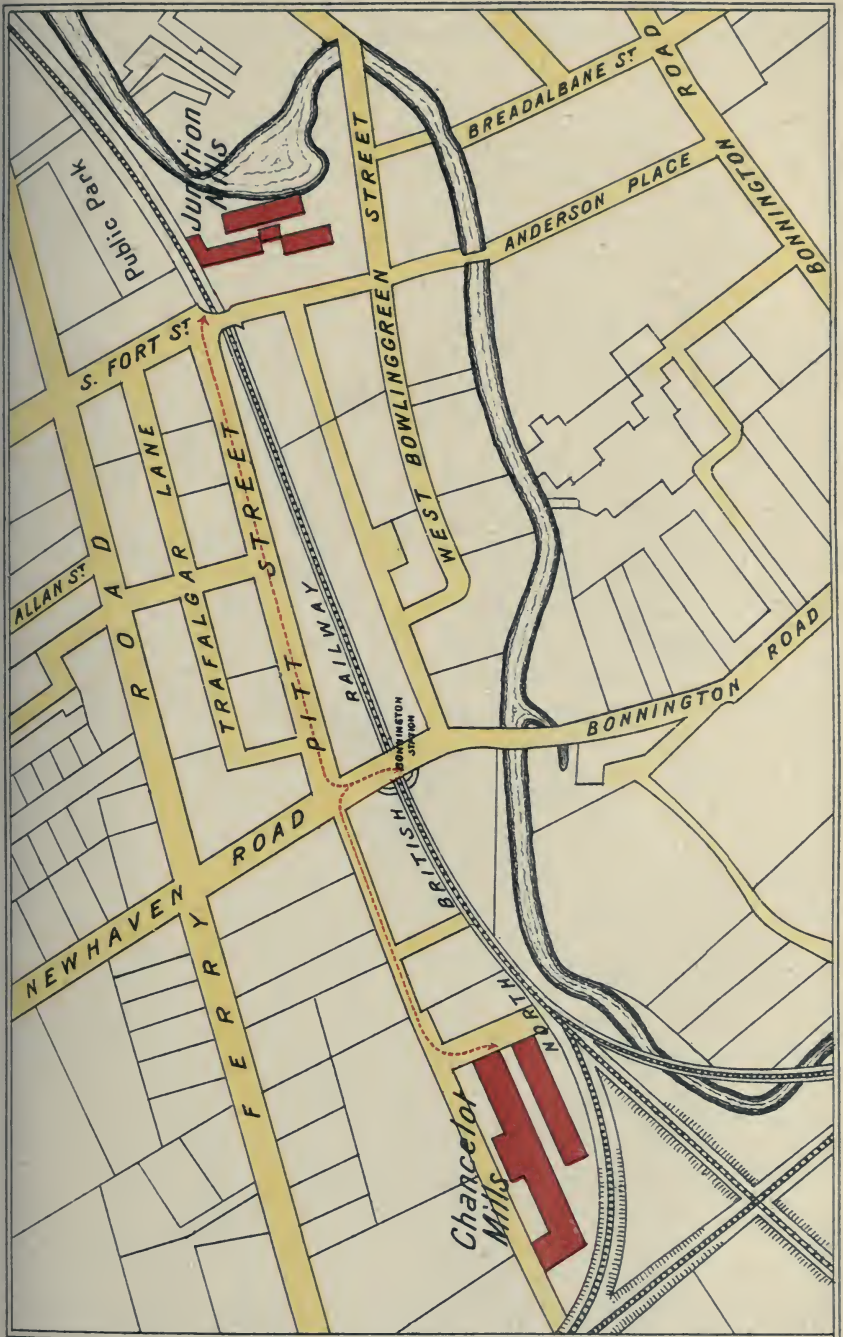 Public Park
Junction
Mills
BREADALBANE ST
BONNINGTON ROAD
ANDERSON PLACE
S. FORT ST
WEST BOWLINGGREEN STREET
TRAFALGAR LANE
ALLAN ST
PITT STREET
NORTH BRITISH RAILWAY
BONNINGTON
STATION
BONNINGTON ROAD
NEWHAVEN ROAD
FERRY ROAD
Chancelot
Mills